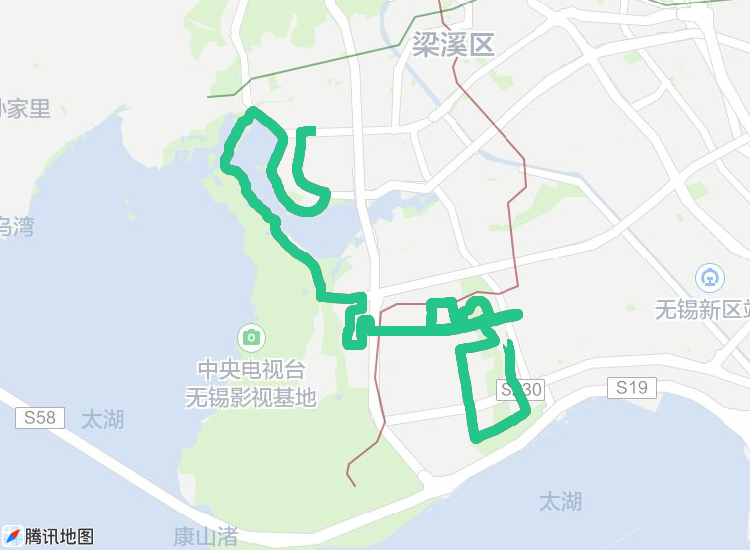 梁溪区
孙家里
乌湾
无锡新区站
中央电视台
无锡影视基地
S230
S19
S58
太湖
太湖
康山渚
腾讯地图